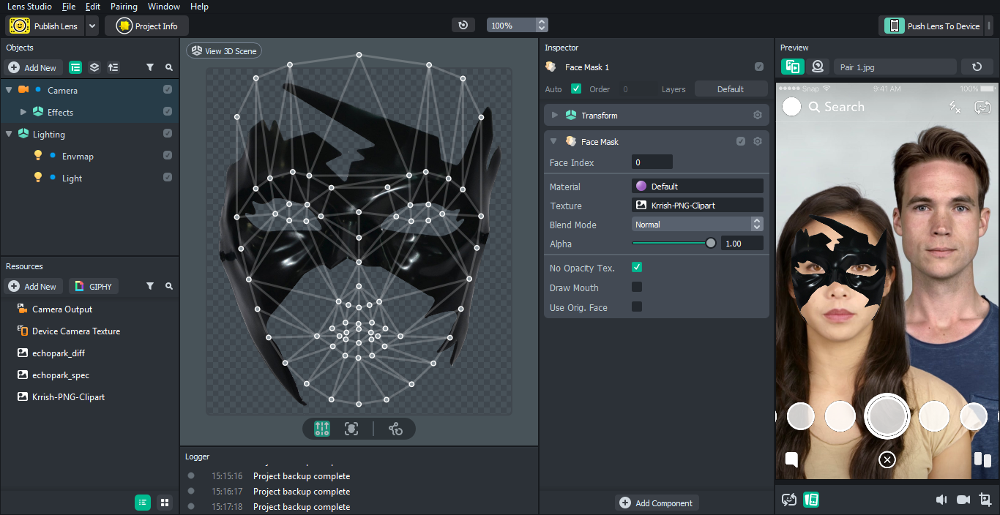 Lens Studio File Edit Pairing Window Help
Publish Lens Project Info 100% Push Lens To Device
Objects
Add New
Camera
Effects
Lighting
Envmap
Light
Resources
Add New GIPHY
Camera Output
Device Camera Texture
echopark_diff
echopark_spec
Krrish-PNG-Clipart
View 3D Scene
Logger
15:15:16 Project backup complete
15:16:17 Project backup complete
15:17:18 Project backup complete
Inspector
Face Mask 1
Auto Order 0 Layers Default
Transform
Face Mask
Face Index 0
Material Default
Texture Krrish-PNG-Clipart
Blend Mode Normal
Alpha 1.00
No Opacity Tex.
Draw Mouth
Use Orig. Face
Add Component
Preview
Pair 1.jpg
Snap 9:41 AM 100%
Search